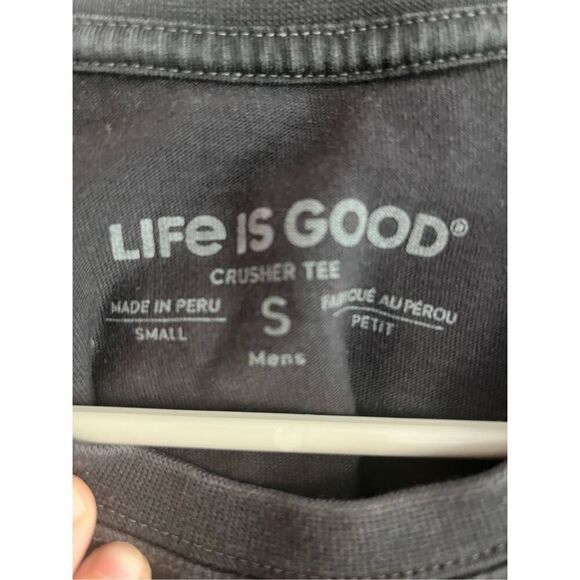 LIFe IS GOOD®
CRUSHER TEE
MADE IN PERU
SMALL
S
Mens
FABRIQUÉ AU PÉROU
PETIT